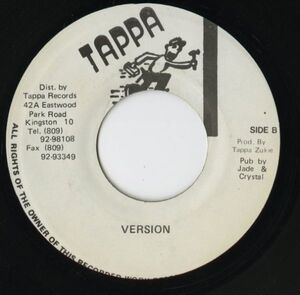 TAPPA
Dist. by
Tappa Records
42A Eastwood
Park Road
Kingston 10
Tel. (809)
92-98108
Fax (809)
92-93349
SIDE B
Prod. By
Tappa Zukie
Pub by
Jade &
Crystal
VERSION
ALL RIGHTS OF THE OWNER OF THIS RECORDED WORK